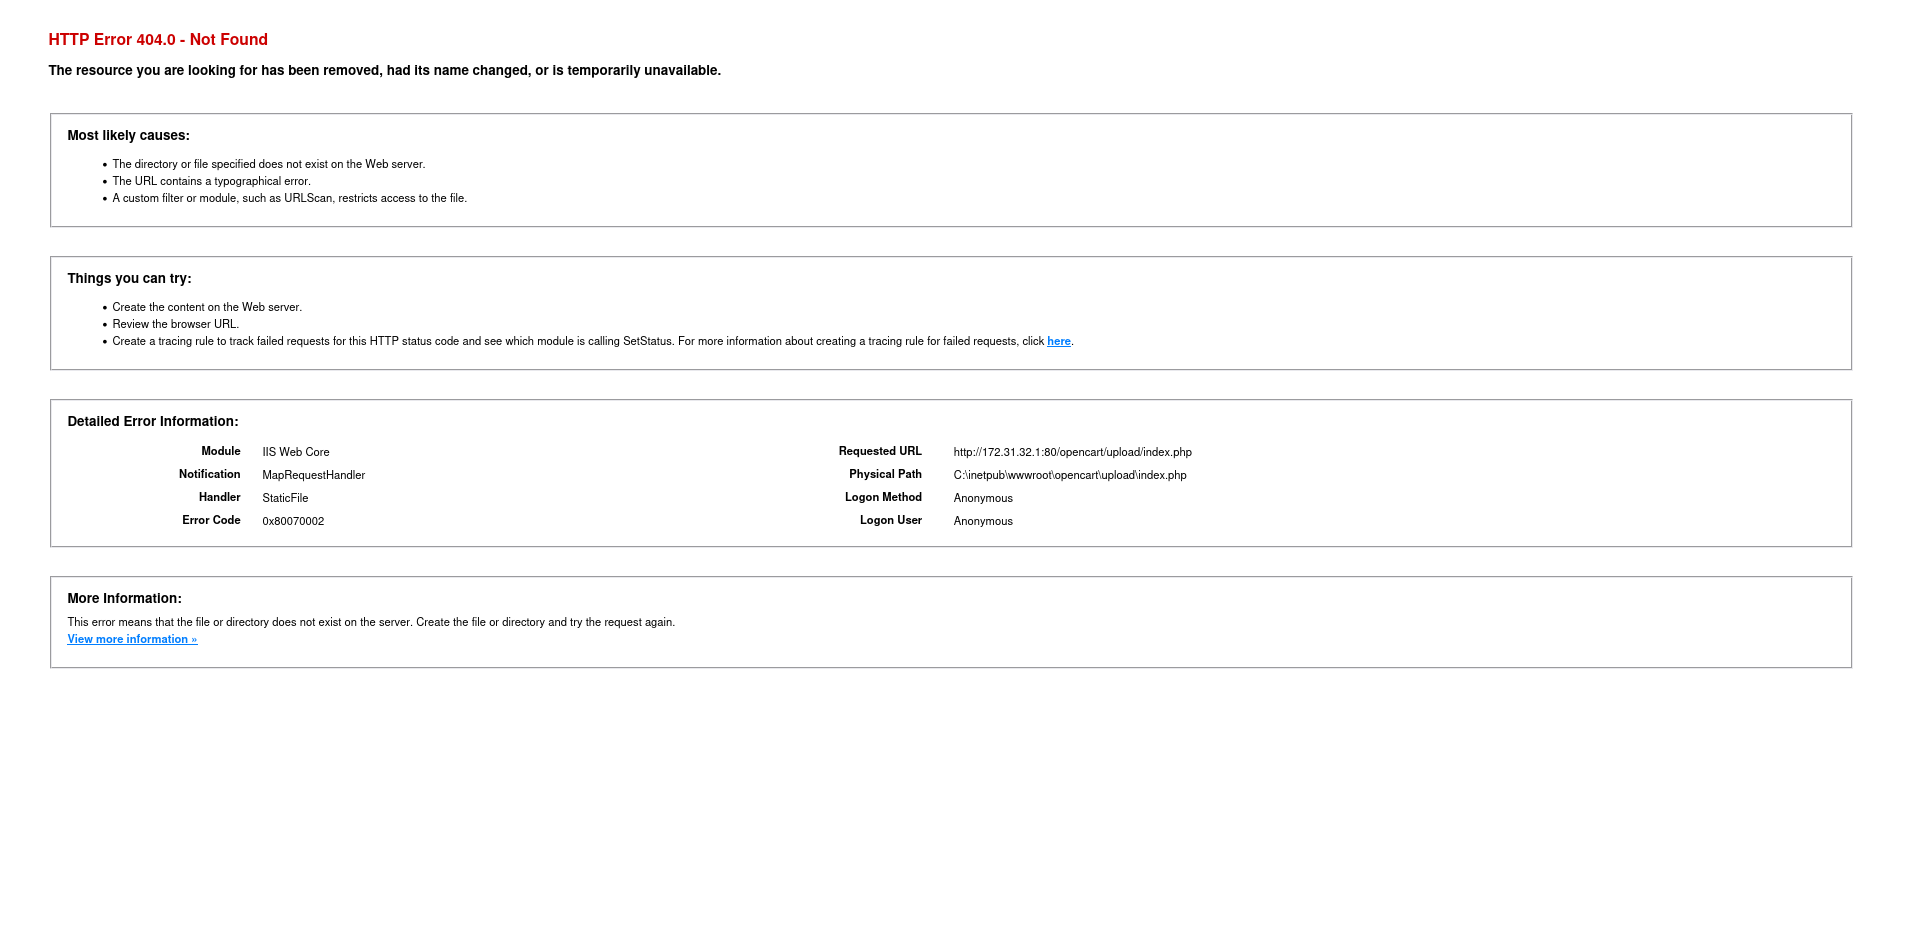 HTTP Error 404.0 - Not Found
The resource you are looking for has been removed, had its name changed, or is temporarily unavailable.
Most likely causes:
• The directory or file specified does not exist on the Web server.
• The URL contains a typographical error.
• A custom filter or module, such as URLScan, restricts access to the file.
Things you can try:
• Create the content on the Web server.
• Review the browser URL.
• Create a tracing rule to track failed requests for this HTTP status code and see which module is calling SetStatus. For more information about creating a tracing rule for failed requests, click here.
Detailed Error Information:
Module IIS Web Core
Notification MapRequestHandler
Handler StaticFile
Error Code 0x80070002
Requested URL http://172.31.32.1:80/opencart/upload/index.php
Physical Path C:\inetpub\wwwroot\opencart\upload\index.php
Logon Method Anonymous
Logon User Anonymous
More Information:
This error means that the file or directory does not exist on the server. Create the file or directory and try the request again.
View more information »